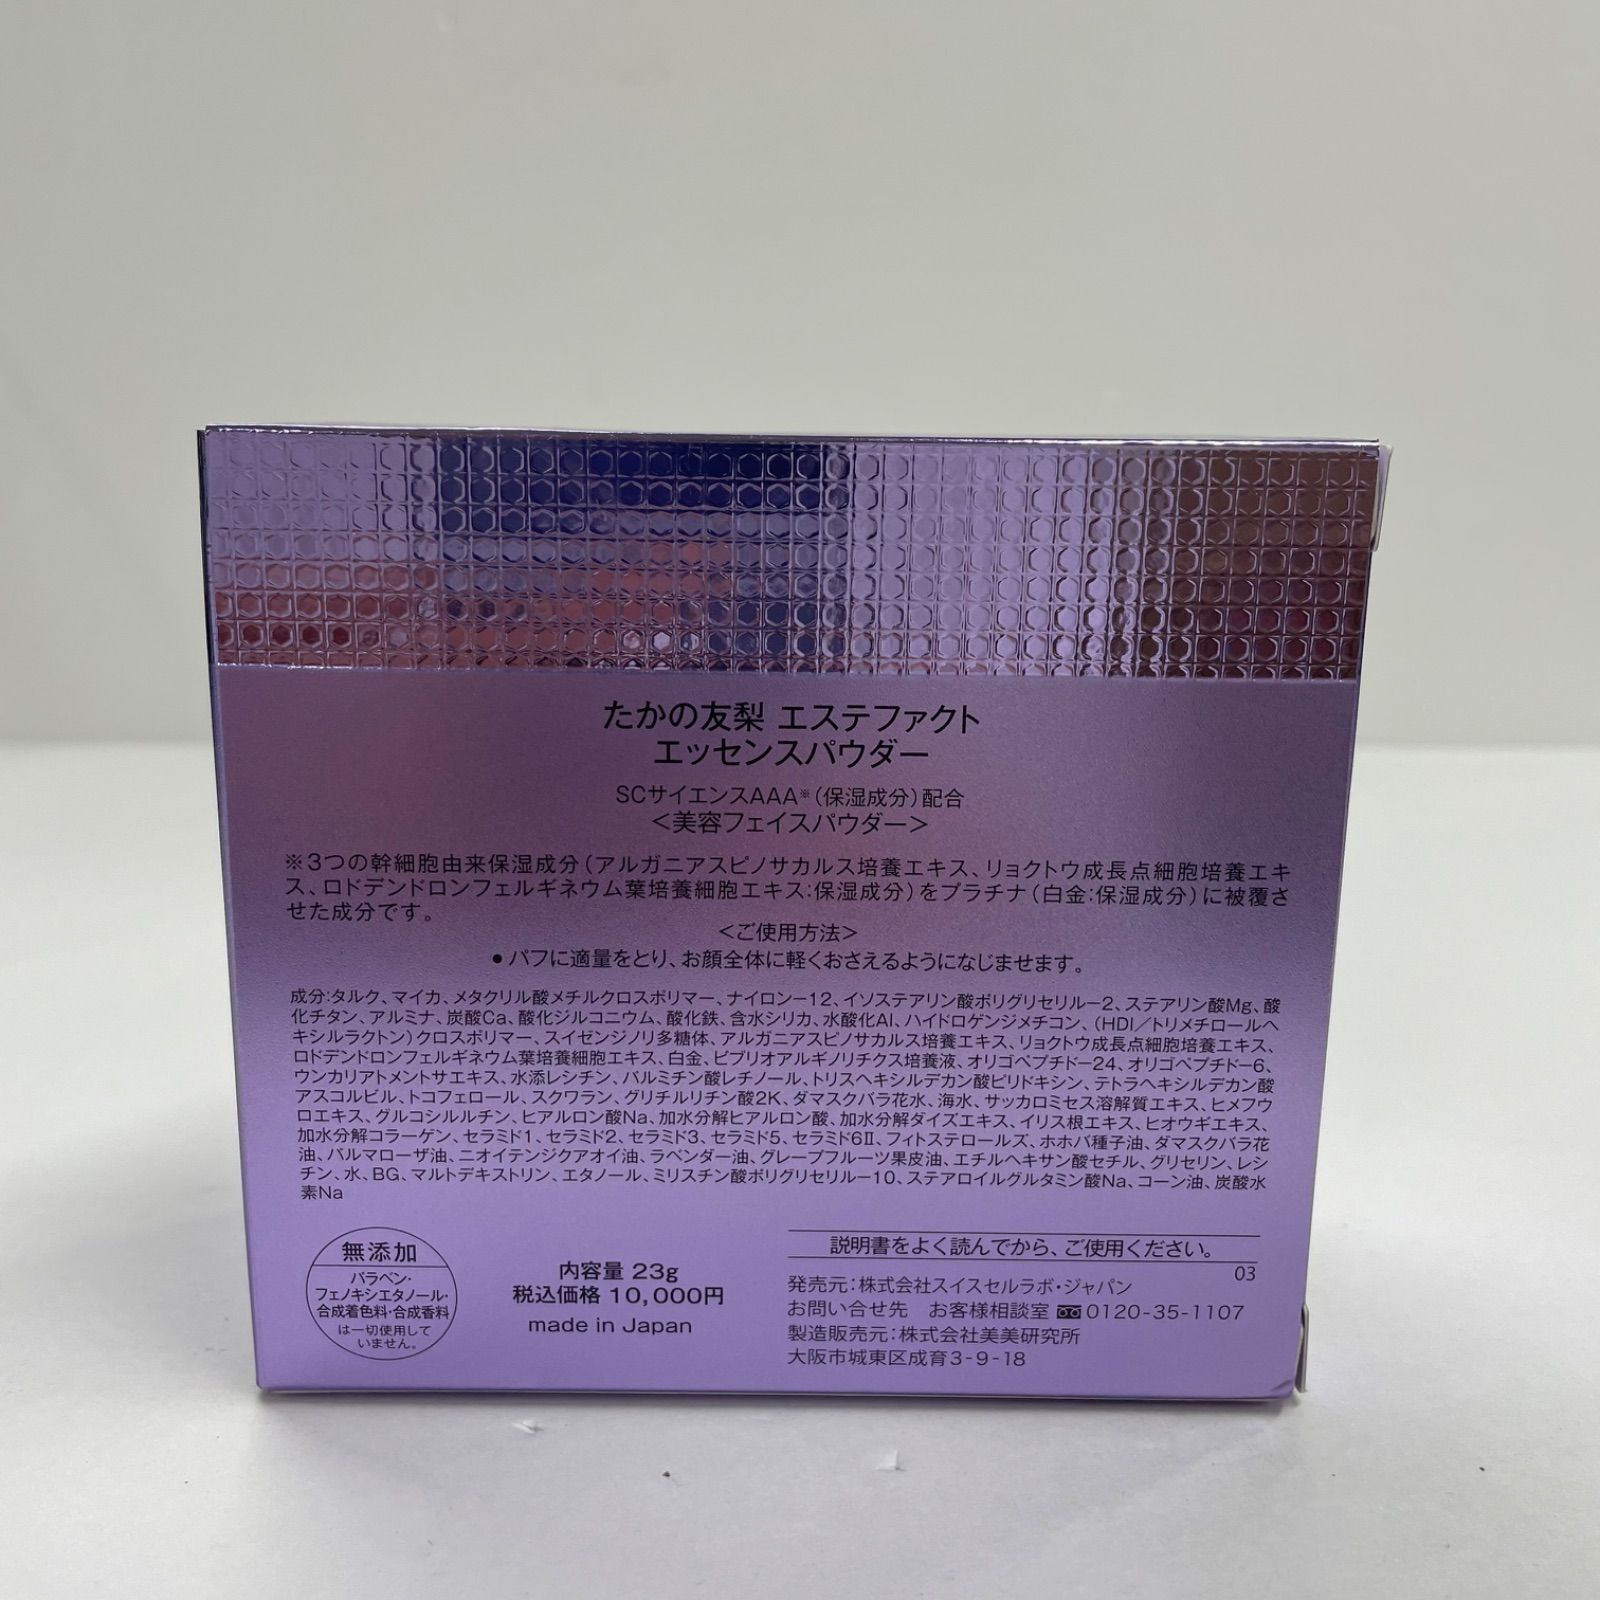 たかの友梨 エステファクト
エッセンスパウダー
SCサイエンスAAA※(保湿成分)配合
<美容フェイスパウダー>
※3つの幹細胞由来保湿成分(アルガニアスピノサカルス培養エキス、リョクトウ成長点細胞培養エキ
ス、ロドデンドロンフェルギネウム葉培養細胞エキス:保湿成分)をプラチナ(白金:保湿成分)に被覆さ
せた成分です。
<ご使用方法>
●パフに適量をとり、お顔全体に軽くおさえるようになじませます。
成分:タルク、マイカ、メタクリル酸メチルクロスポリマー、ナイロン−12、イソステアリン酸ポリグリセリル−2、ステアリン酸Mg、酸
化チタン、アルミナ、炭酸Ca、酸化ジルコニウム、酸化鉄、含水シリカ、水酸化Al、ハイドロゲンジメチコン、(HDI/トリメチロールヘ
キシルラクトン)クロスポリマー、スイゼンジノリ多糖体、アルガニアスピノサカルス培養エキス、リョクトウ成長点細胞培養エキス、
ロドデンドロンフェルギネウム葉培養細胞エキス、白金、ビブリオアルギノリチクス培養液、オリゴペプチド−24、オリゴペプチド−6、
ウンカリアトメントサエキス、水添レシチン、パルミチン酸レチノール、トリスヘキシルデカン酸ピリドキシン、テトラヘキシルデカン酸
アスコルビル、トコフェロール、スクワラン、グリチルリチン酸2K、ダマスクバラ花水、海水、サッカロミセス溶解質エキス、ヒメフウ
ロエキス、グルコシルルチン、ヒアルロン酸Na、加水分解ヒアルロン酸、加水分解ダイズエキス、イリス根エキス、ヒオウギエキス、
加水分解コラーゲン、セラミド1、セラミド2、セラミド3、セラミド5、セラミド6Ⅱ、フィトステロールズ、ホホバ種子油、ダマスクバラ花
油、パルマローザ油、ニオイテンジクアオイ油、ラベンダー油、グレープフルーツ果皮油、エチルヘキサン酸セチル、グリセリン、レシ
チン、水、BG、マルトデキストリン、エタノール、ミリスチン酸ポリグリセリル−10、ステアロイルグルタミン酸Na、コーン油、炭酸水
素Na
無添加
パラベン・
フェノキシエタノール・
合成着色料・合成香料
は一切使用して
いません。
内容量 23g
税込価格 10,000円
made in Japan
説明書をよく読んでから、ご使用ください。
03
発売元:株式会社スイスセルラボ・ジャパン
お問い合せ先 お客様相談室 0120-35-1107
製造販売元:株式会社美美研究所
大阪市城東区成育3-9-18